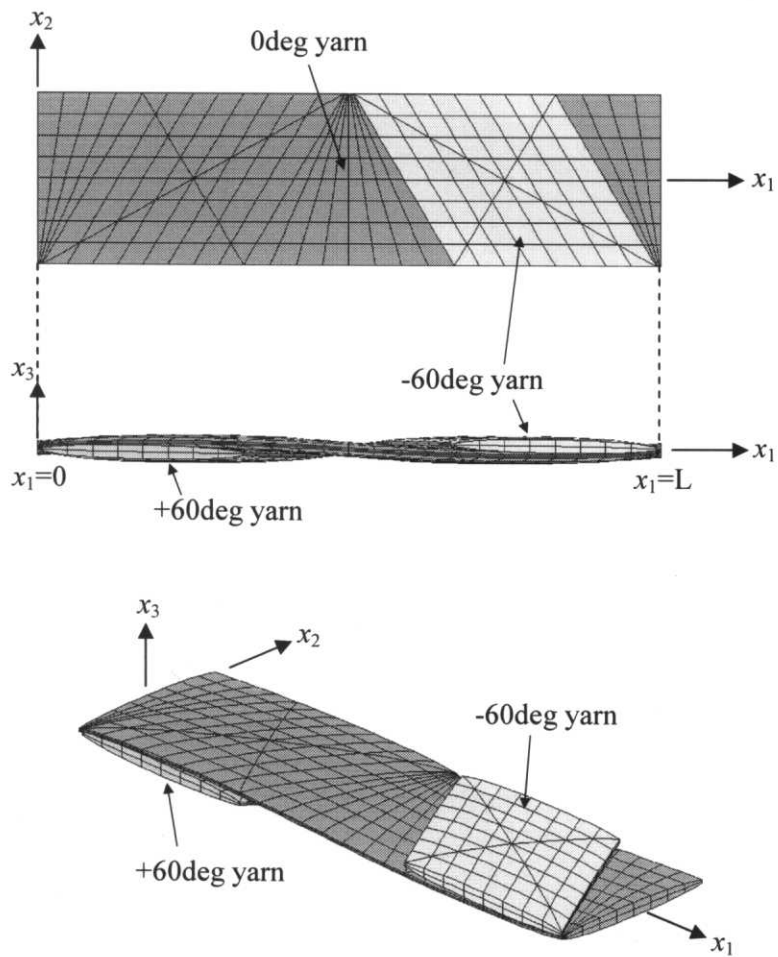 x2
0deg yarn
x1
x3
-60deg yarn
x1
x1=0
x1=L
+60deg yarn
x3
x2
-60deg yarn
+60deg yarn
x1